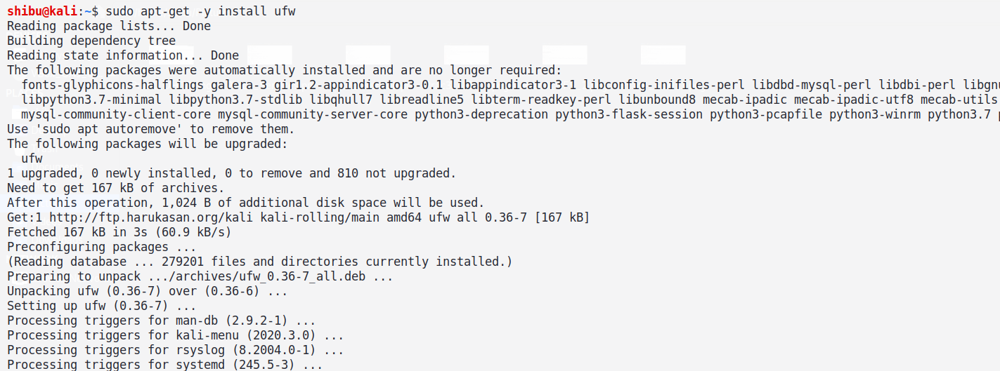 shibu@kali:~$ sudo apt-get -y install ufw
Reading package lists... Done
Building dependency tree
Reading state information... Done
The following packages were automatically installed and are no longer required:
  fonts-glyphicons-halflings galera-3 gir1.2-appindicator3-0.1 libappindicator3-1 libconfig-inifiles-perl libdbd-mysql-perl libdbi-perl
  libpython3.7-minimal libpython3.7-stdlib libqhull7 libreadline5 libterm-readkey-perl libunbound8 mecab-ipadic mecab-ipadic-utf8 mecab-utils
  mysql-community-client-core mysql-community-server-core python3-deprecation python3-flask-session python3-pcapfile python3-winrm python3.7
Use 'sudo apt autoremove' to remove them.
The following packages will be upgraded:
  ufw
1 upgraded, 0 newly installed, 0 to remove and 810 not upgraded.
Need to get 167 kB of archives.
After this operation, 1,024 B of additional disk space will be used.
Get:1 http://ftp.harukasan.org/kali kali-rolling/main amd64 ufw all 0.36-7 [167 kB]
Fetched 167 kB in 3s (60.9 kB/s)
Preconfiguring packages ...
(Reading database ... 279201 files and directories currently installed.)
Preparing to unpack .../archives/ufw_0.36-7_all.deb ...
Unpacking ufw (0.36-7) over (0.36-6) ...
Setting up ufw (0.36-7) ...
Processing triggers for man-db (2.9.2-1) ...
Processing triggers for kali-menu (2020.3.0) ...
Processing triggers for rsyslog (8.2004.0-1) ...
Processing triggers for systemd (245.5-3) ...